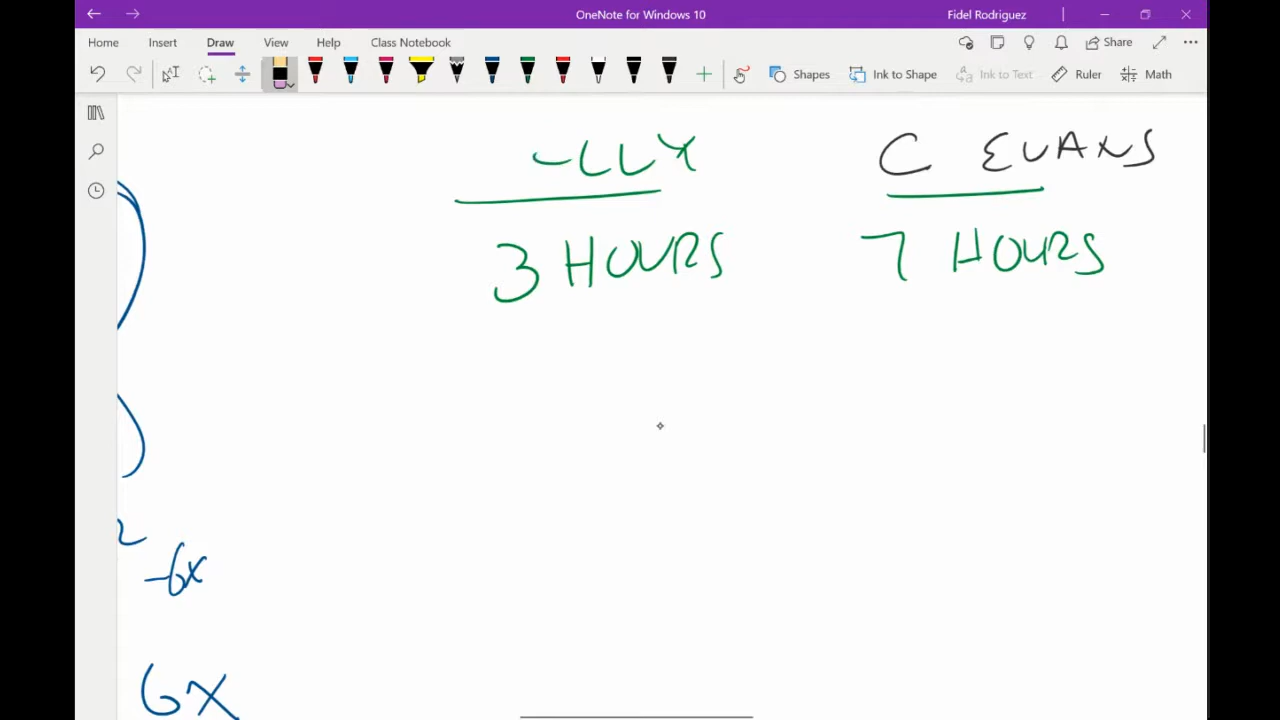 OneNote for Windows 10
Fidel Rodriguez
Home Insert Draw View Help Class Notebook
Share
Shapes Ink to Shape Ink to Text Ruler Math
C EVANS
3 HOURS 7 HOURS
2
-6x
6x